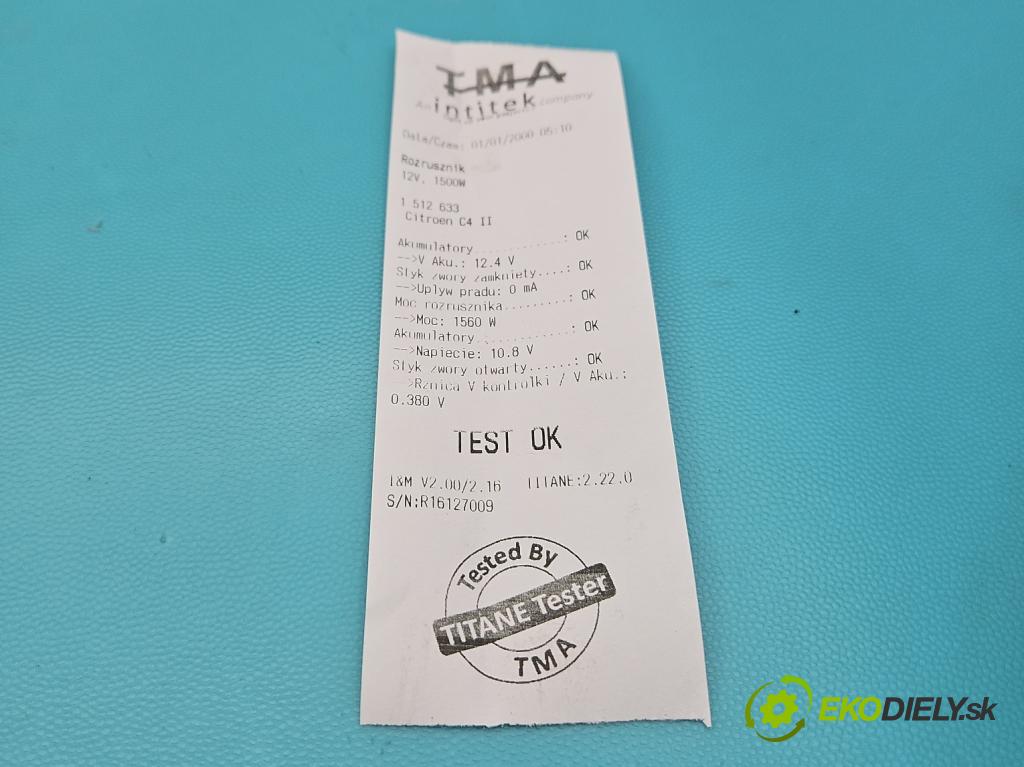 TMA
An intitek company
Data/Czas: 01/01/2000 05:10
Rozrusznik
12V, 1500W
1 512 633
Citroen C4 II
Akumulatory............: OK
-->V Aku.: 12.4 V
Styk zwory zamkniety....: OK
-->Uplyw pradu: 0 mA
Moc rozrusznika.........: OK
-->Moc: 1560 W
Akumulatory.............: OK
-->Napiecie: 10.8 V
Styk zwory otwarty......: OK
-->Rznica V kontrolki / V Aku.:
0.380 V
TEST OK
I&M V2.00/2.16 TITANE:2.22.0
S/N:R16127009
Tested By
TITANE Tester
TMA
EKODIELY.sk